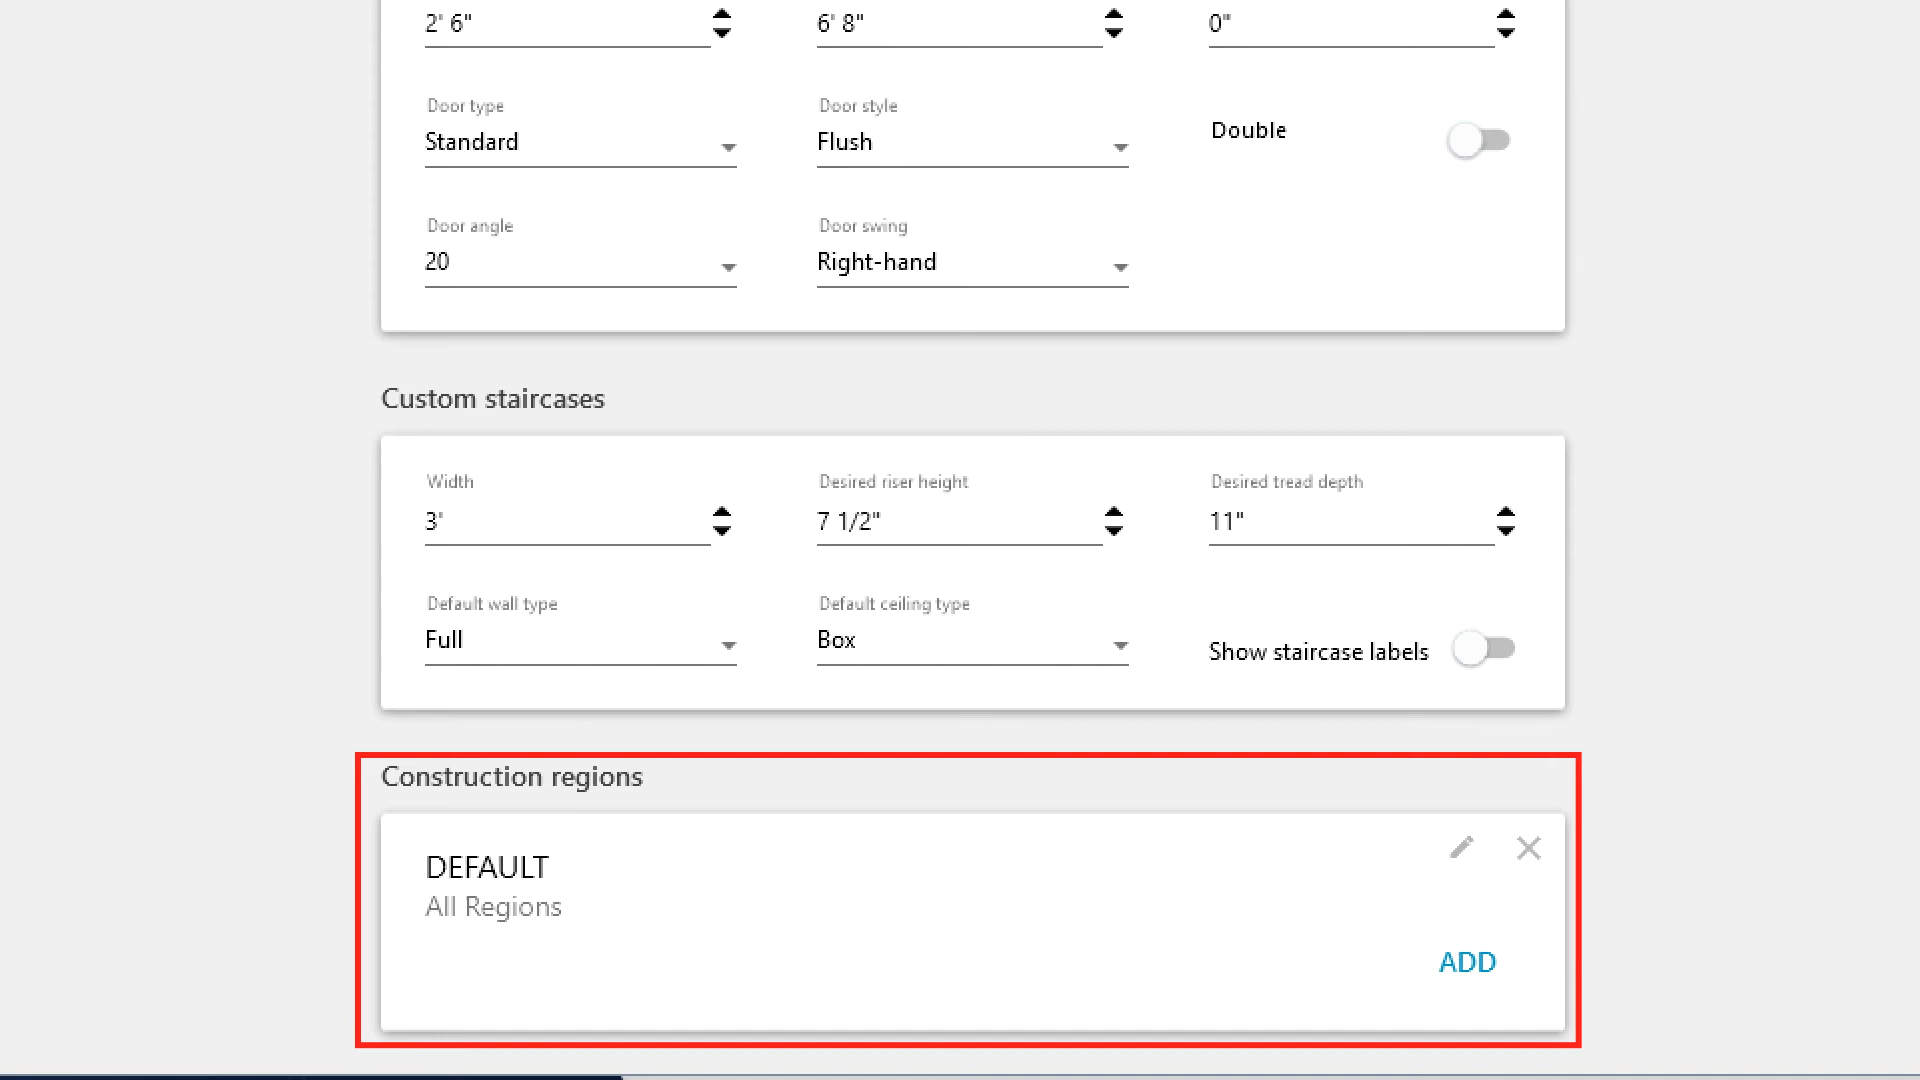 2' 6" 6' 8" 0"
Door type Door style
Standard Flush Double
Door angle Door swing
20 Right-hand
Custom staircases
Width Desired riser height Desired tread depth
3' 7 1/2" 11"
Default wall type Default ceiling type
Full Box Show staircase labels
Construction regions
DEFAULT
All Regions
ADD